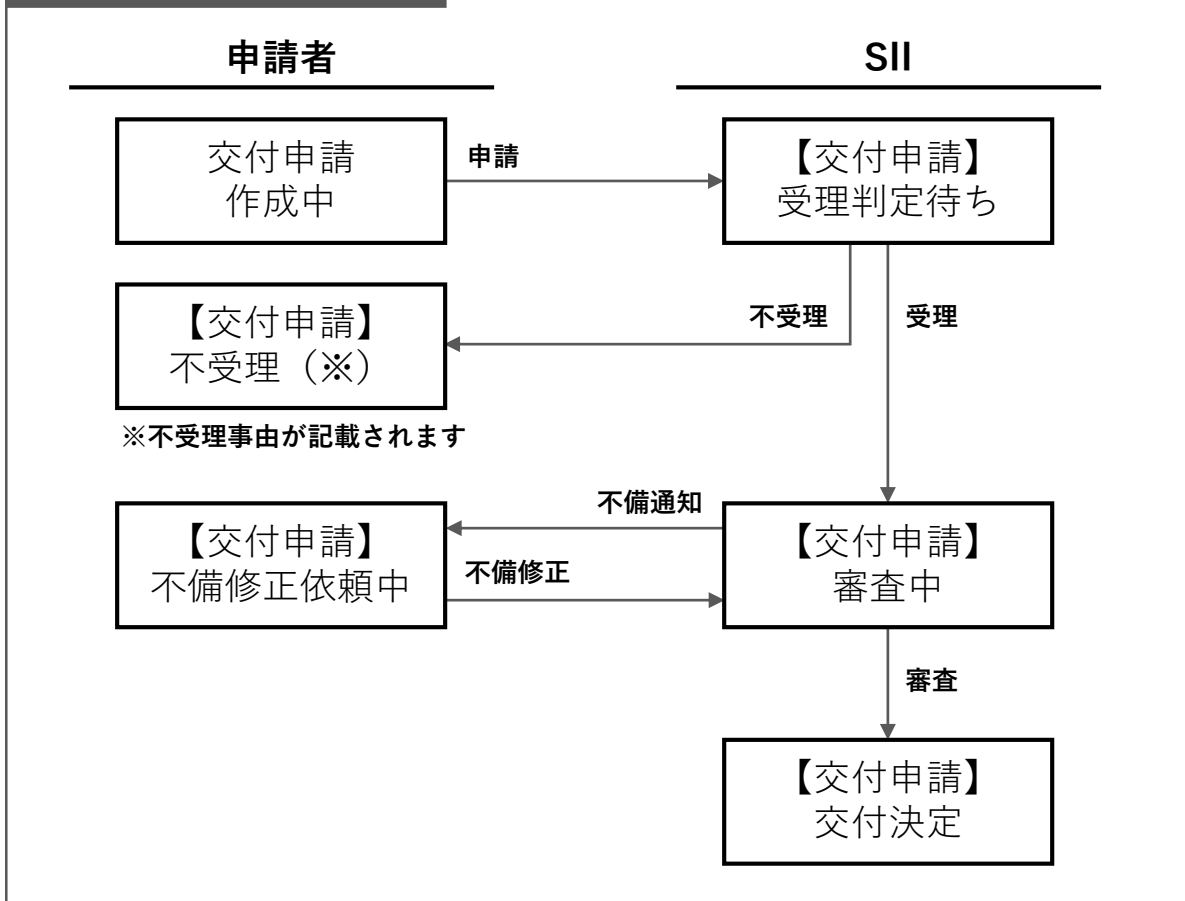 申請者
SII
交付申請
作成中
申請
【交付申請】
受理判定待ち
不受理
受理
【交付申請】
不受理（※）
※不受理事由が記載されます
不備通知
【交付申請】
不備修正依頼中
不備修正
【交付申請】
審査中
審査
【交付申請】
交付決定